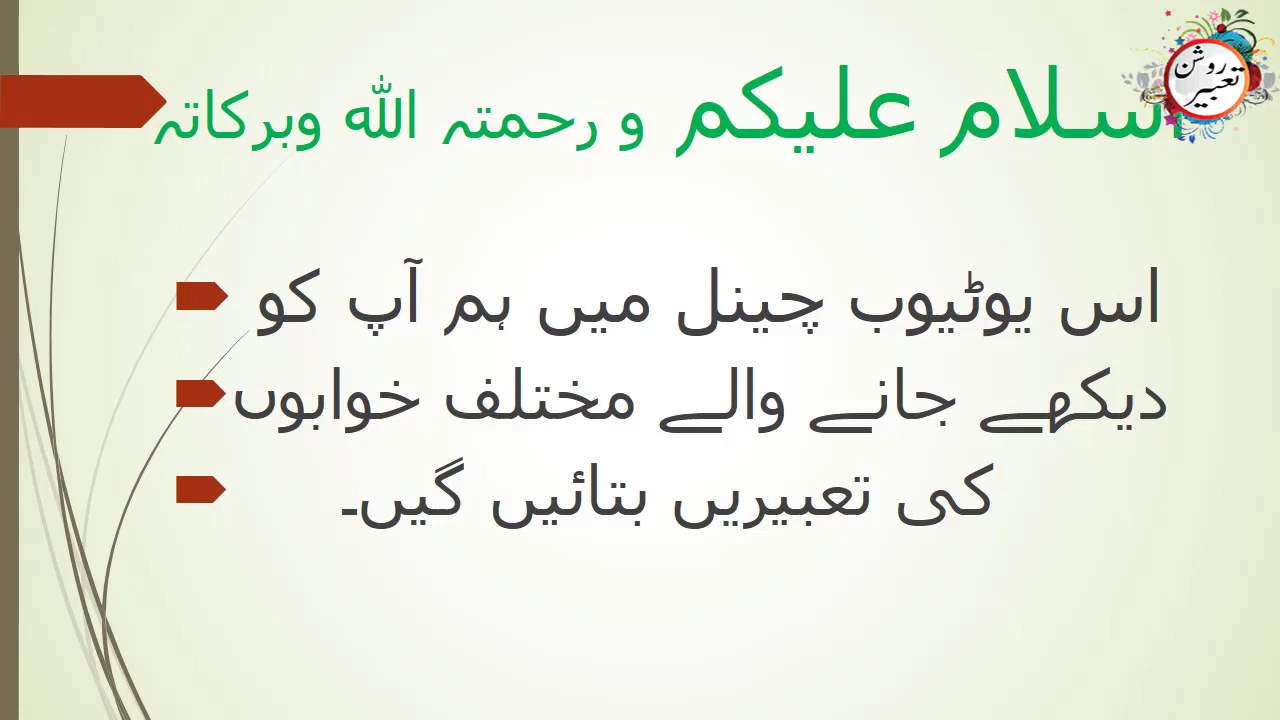 اسلام علیکم و رحمتہ اللہ وبرکاتہ
روشن
تعبیر
اس یوٹیوب چینل میں ہم آپ کو
دیکھے جانے والے مختلف خوابوں
کی تعبیریں بتائیں گیں۔